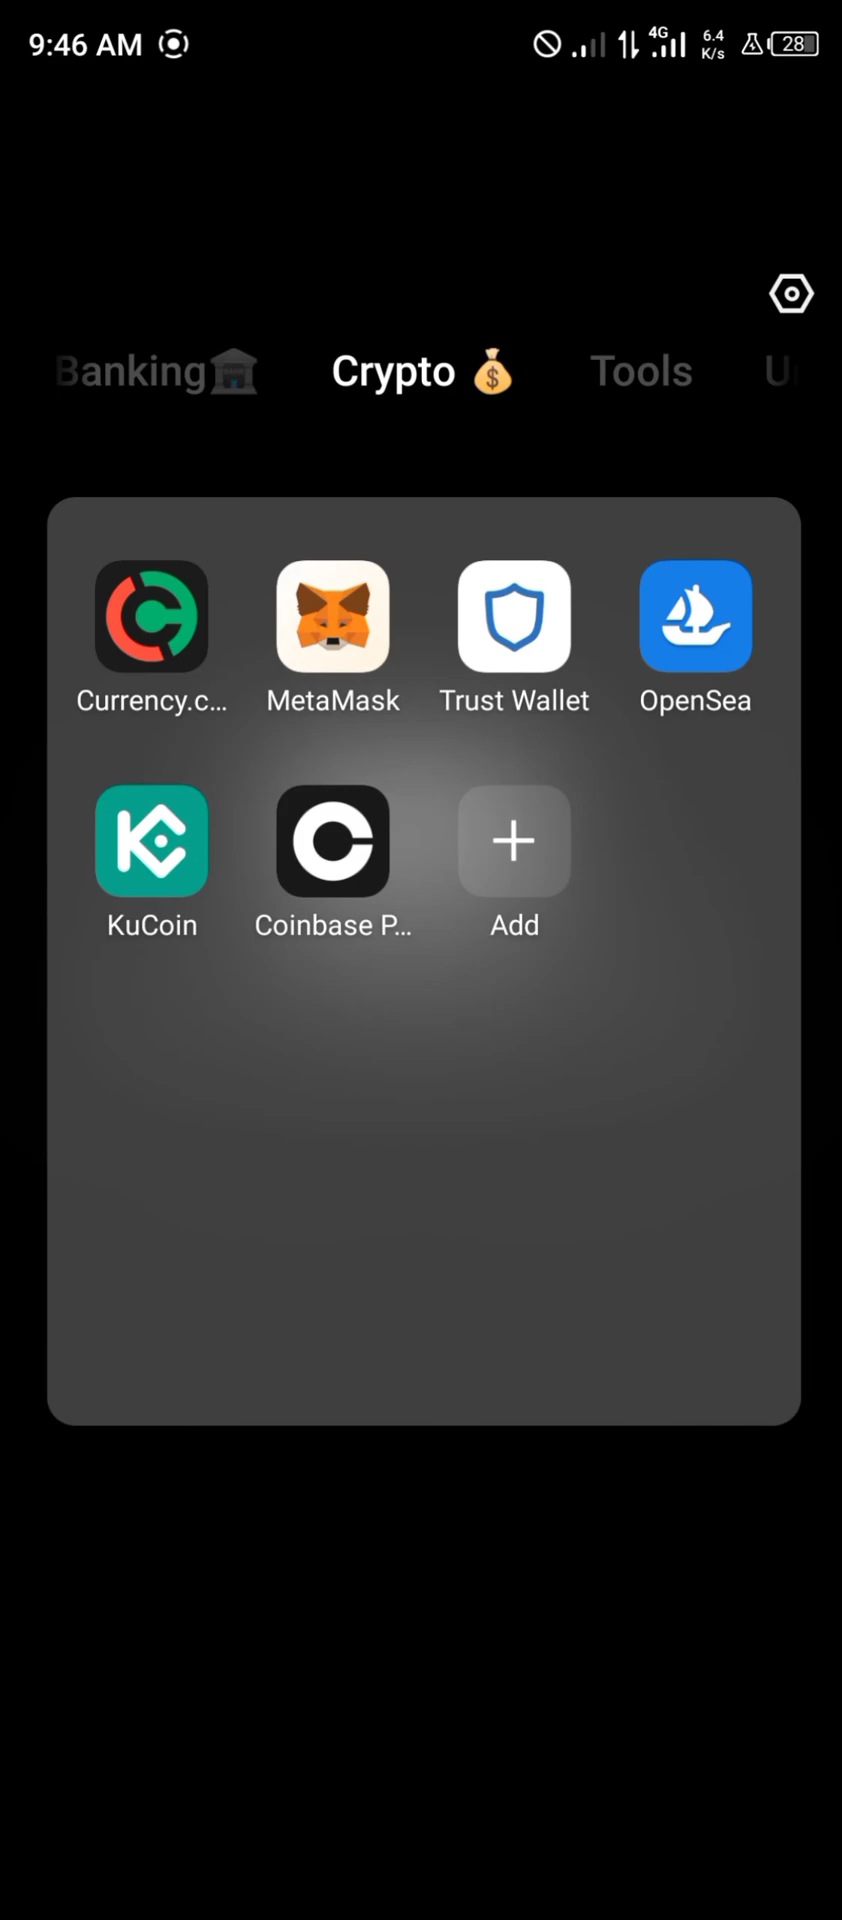 9:46 AM 4G 6.4 K/s 28
Banking🏦 Crypto 💰 Tools
Currency.c... MetaMask Trust Wallet OpenSea
KuCoin Coinbase P... Add